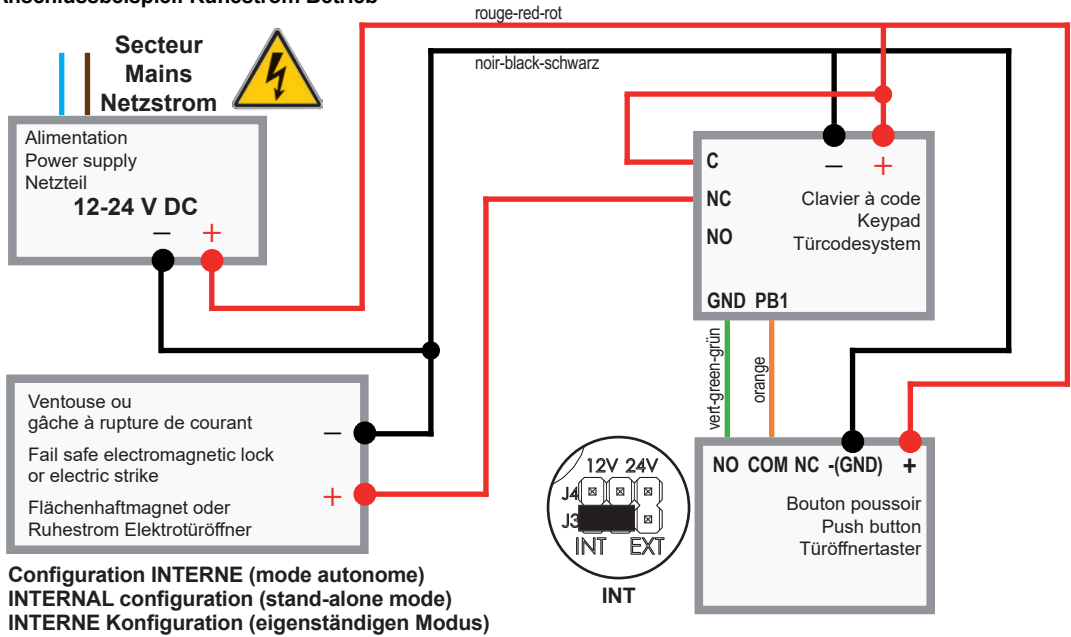 Anschlussbeispiell Ruhestrom Betrieb
rouge-red-rot
noir-black-schwarz
Secteur
Mains
Netzstrom
Alimentation
Power supply
Netzteil
12-24 V DC
— +
C
NC
NO
— +
Clavier à code
Keypad
Türcodesystem
GND PB1
vert-green-grün
orange
Ventouse ou
gâche à rupture de courant
Fail safe electromagnetic lock
or electric strike
Flächenhaftmagnet oder
Ruhestrom Elektrotüröffner
—
+
12V 24V
J4
J3
INT EXT
INT
NO COM NC -(GND) +
Bouton poussoir
Push button
Türöffnertaster
Configuration INTERNE (mode autonome)
INTERNAL configuration (stand-alone mode)
INTERNE Konfiguration (eigenständigen Modus)